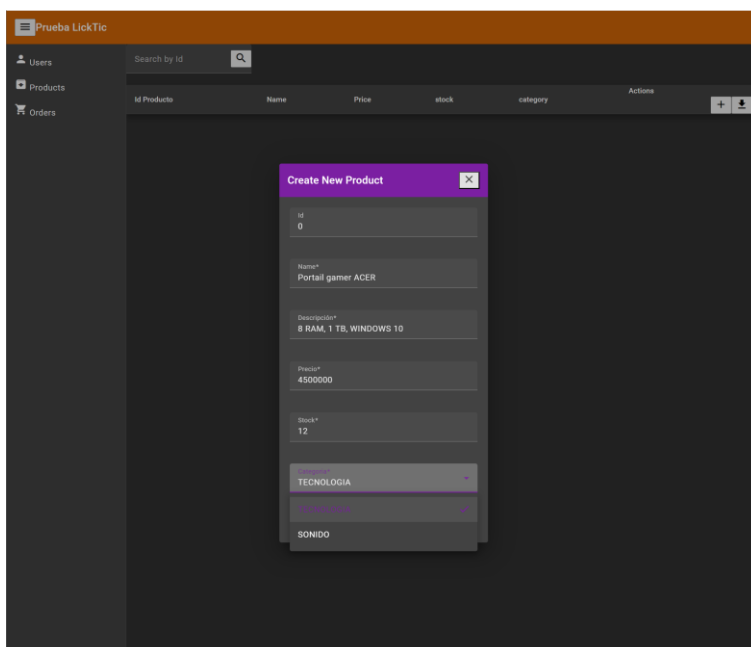 Prueba LickTic
Users
Products
Orders
Search by Id
Id Producto Name Price stock category Actions
Create New Product
Id
0
Name*
Portail gamer ACER
Descripción*
8 RAM, 1 TB, WINDOWS 10
Precio*
4500000
Stock*
12
Categoria*
TECNOLOGIA
TECNOLOGIA
SONIDO